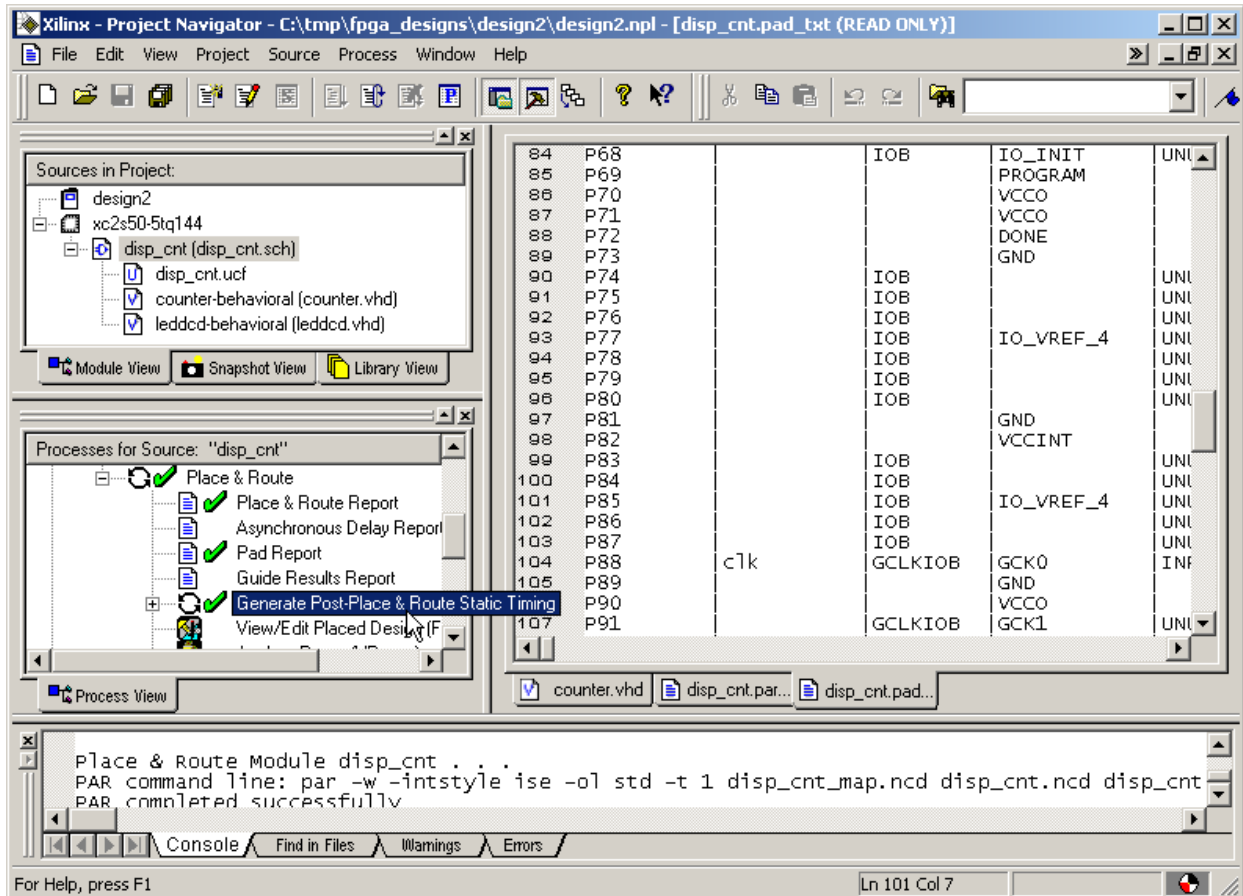 Xilinx - Project Navigator - C:\tmp\fpga_designs\design2\design2.npl - [disp_cnt.pad_txt (READ ONLY)]
File Edit View Project Source Process Window Help
Sources in Project:
design2
xc2s50-5tq144
disp_cnt (disp_cnt.sch)
disp_cnt.ucf
counter-behavioral (counter.vhd)
leddcd-behavioral (leddcd.vhd)
Module View Snapshot View Library View
Processes for Source: "disp_cnt"
Place & Route
Place & Route Report
Asynchronous Delay Report
Pad Report
Guide Results Report
Generate Post-Place & Route Static Timing
View/Edit Placed Design (F
Process View
84 P68 | | IOB | IO_INIT | UNU
85 P69 | | | PROGRAM |
86 P70 | | | VCCO |
87 P71 | | | VCCO |
88 P72 | | | DONE |
89 P73 | | | GND |
90 P74 | | IOB | | UNU
91 P75 | | IOB | | UNU
92 P76 | | IOB | | UNU
93 P77 | | IOB | IO_VREF_4 | UNU
94 P78 | | IOB | | UNU
95 P79 | | IOB | | UNU
96 P80 | | IOB | | UNU
97 P81 | | | GND |
98 P82 | | | VCCINT |
99 P83 | | IOB | | UNU
100 P84 | | IOB | | UNU
101 P85 | | IOB | IO_VREF_4 | UNU
102 P86 | | IOB | | UNU
103 P87 | | IOB | | UNU
104 P88 | clk | GCLKIOB | GCK0 | INP
105 P89 | | | GND |
106 P90 | | | VCCO |
107 P91 | | GCLKIOB | GCK1 | UNU
counter.vhd disp_cnt.par... disp_cnt.pad...
Place & Route Module disp_cnt . . .
PAR command line: par -w -intstyle ise -ol std -t 1 disp_cnt_map.ncd disp_cnt.ncd disp_cnt
PAR completed successfully
Console Find in Files Warnings Errors
For Help, press F1 Ln 101 Col 7